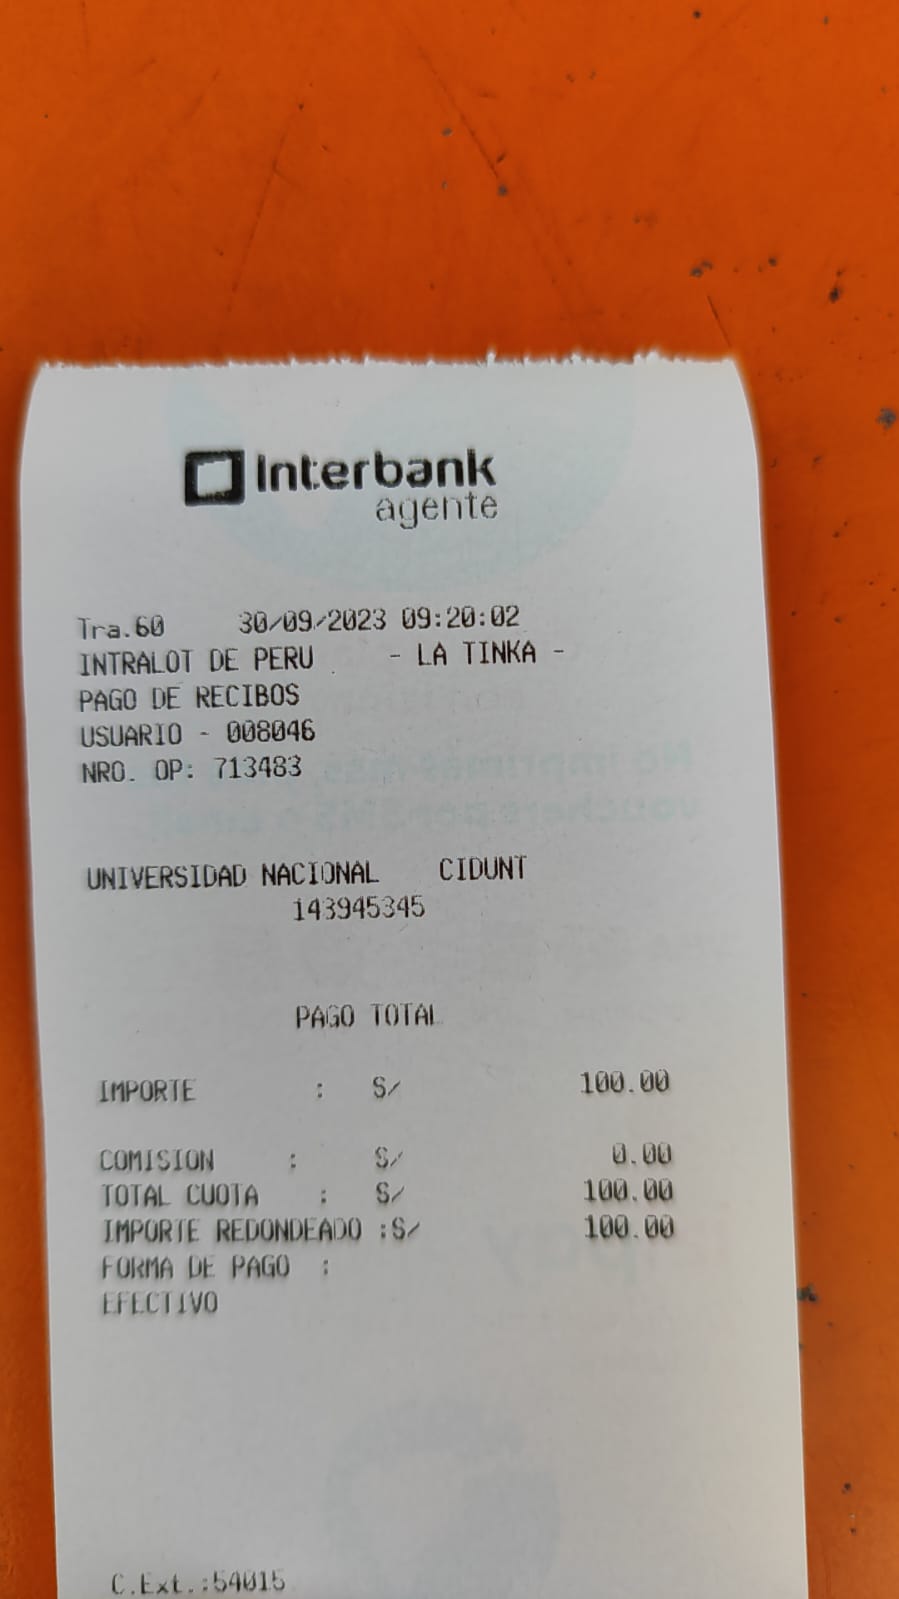 Interbank
agente
Tra.60 30/09/2023 09:20:02
INTRALOT DE PERU - LA TINKA -
PAGO DE RECIBOS
USUARIO - 008046
NRO. OP: 713483
UNIVERSIDAD NACIONAL CIDUNT
143945345
PAGO TOTAL
IMPORTE : S/ 100.00
COMISION : S/ 0.00
TOTAL CUOTA : S/ 100.00
IMPORTE REDONDEADO :S/ 100.00
FORMA DE PAGO :
EFECTIVO
C.Ext.:54015